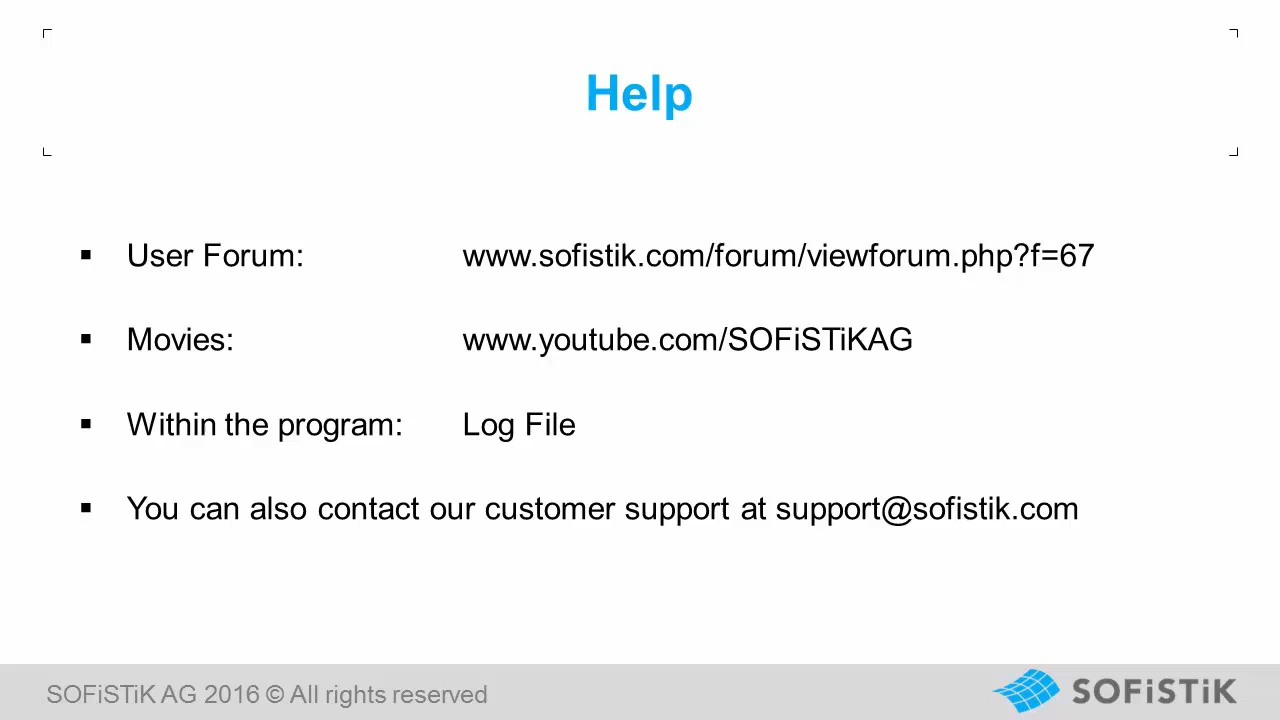 Help
▪ User Forum: www.sofistik.com/forum/viewforum.php?f=67
▪ Movies: www.youtube.com/SOFiSTiKAG
▪ Within the program: Log File
▪ You can also contact our customer support at support@sofistik.com
SOFiSTiK AG 2016 © All rights reserved
SOFiSTiK